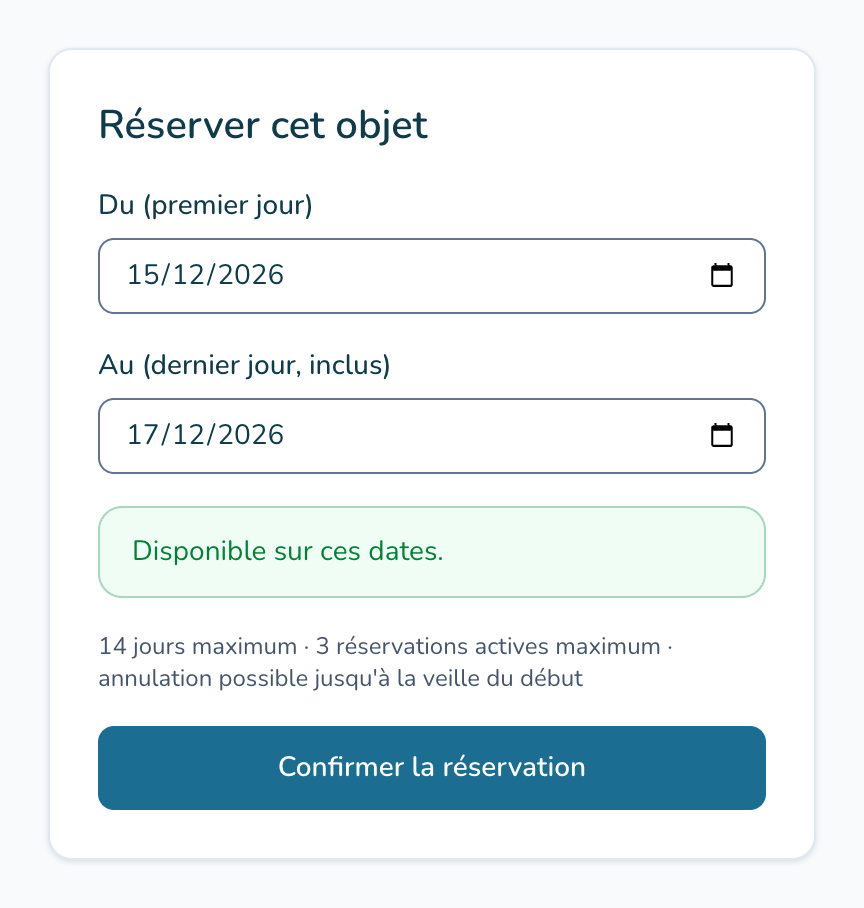 Réserver cet objet
Du (premier jour)
15/12/2026
Au (dernier jour, inclus)
17/12/2026
Disponible sur ces dates.
14 jours maximum · 3 réservations actives maximum ·
annulation possible jusqu'à la veille du début
Confirmer la réservation